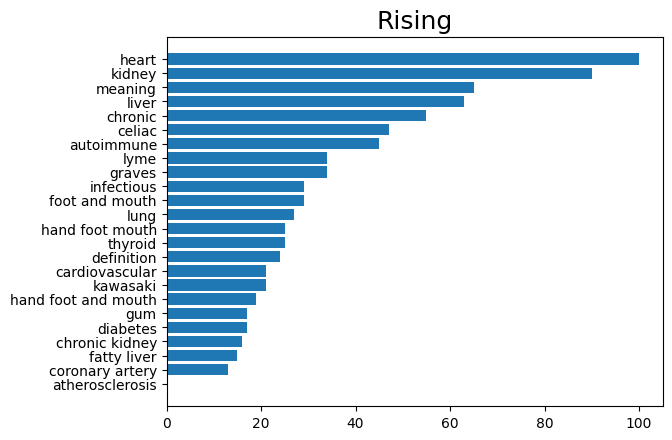 Rising
heart
kidney
meaning
liver
chronic
celiac
autoimmune
lyme
graves
infectious
foot and mouth
lung
hand foot mouth
thyroid
definition
cardiovascular
kawasaki
hand foot and mouth
gum
diabetes
chronic kidney
fatty liver
coronary artery
atherosclerosis
0 20 40 60 80 100